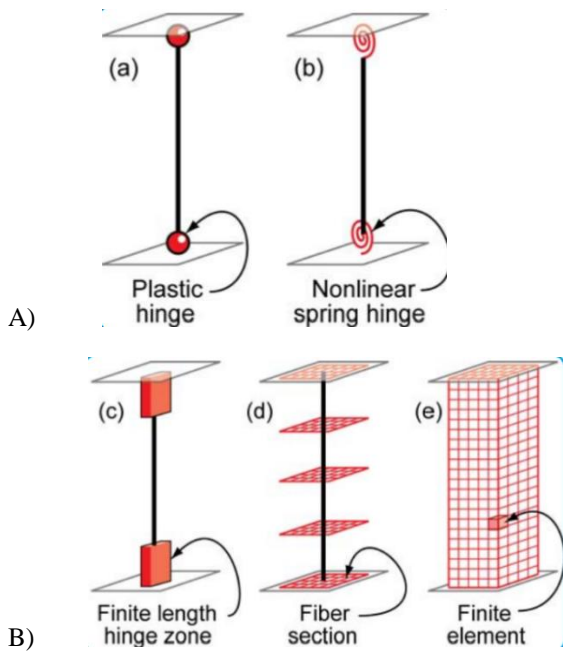 (a)
(b)
Plastic
hinge
Nonlinear
spring hinge
A)
(c)
(d)
(e)
Finite length
hinge zone
Fiber
section
Finite
element
B)